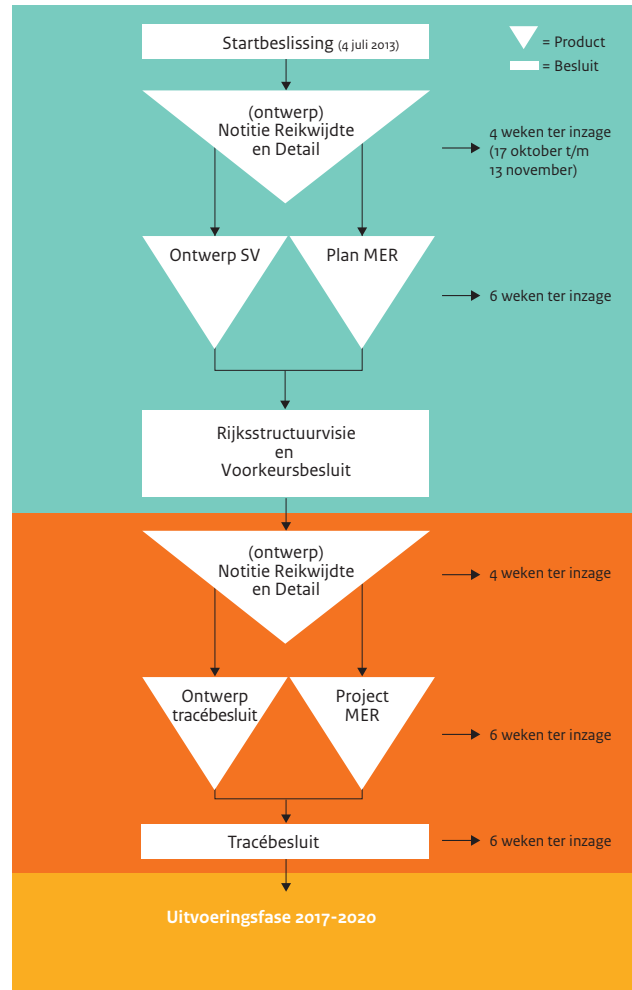 Startbeslissing (4 juli 2013)
= Product
= Besluit
(ontwerp)
Notitie Reikwijdte
en Detail
4 weken ter inzage
(17 oktober t/m
13 november)
Ontwerp SV
Plan MER
6 weken ter inzage
Rijksstructuurvisie
en
Voorkeursbesluit
(ontwerp)
Notitie Reikwijdte
en Detail
4 weken ter inzage
Ontwerp
tracébesluit
Project
MER
6 weken ter inzage
Tracébesluit
6 weken ter inzage
Uitvoeringsfase 2017-2020